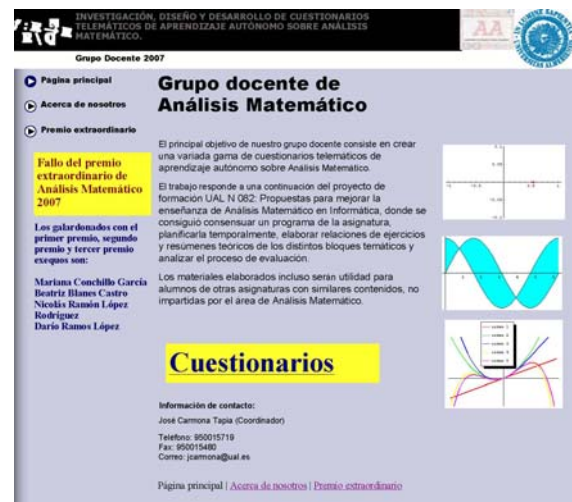 INVESTIGACIÓN, DISEÑO Y DESARROLLO DE CUESTIONARIOS
TELEMÁTICOS DE APRENDIZAJE AUTÓNOMO SOBRE ANÁLISIS
MATEMÁTICO.
AA
Grupo Docente 2007
Página principal
Acerca de nosotros
Premio extraordinario
Fallo del premio
extraordinario de
Análisis Matemático
2007
Los galardonados con el
primer premio, segundo
premio y tercer premio
exequos son:
Mariana Conchillo García
Beatriz Blanes Castro
Nicolás Ramón López
Rodríguez
Darío Ramos López
Grupo docente de
Análisis Matemático
El principal objetivo de nuestro grupo docente consiste en crear
una variada gama de cuestionarios telemáticos de
aprendizaje autónomo sobre Análisis Matemático.
El trabajo responde a una continuación del proyecto de
formación UAL N 082: Propuestas para mejorar la
enseñanza de Análisis Matemático en Informática, donde se
consiguió consensuar un programa de la asignatura,
planificarla temporalmente, elaborar relaciones de ejercicios
y resúmenes teóricos de los distintos bloques temáticos y
analizar el proceso de evaluación.
Los materiales elaborados incluso seran utilidad para
alumnos de otras asignaturas con similares contenidos, no
impartidas por el area de Análisis Matemático.
Cuestionarios
Información de contacto:
José Carmona Tapia (Coordinador)
Teléfono: 950015719
Fax: 950015480
Correo: jcarmona@ual.es
Página principal | Acerca de nosotros | Premio extraordinario